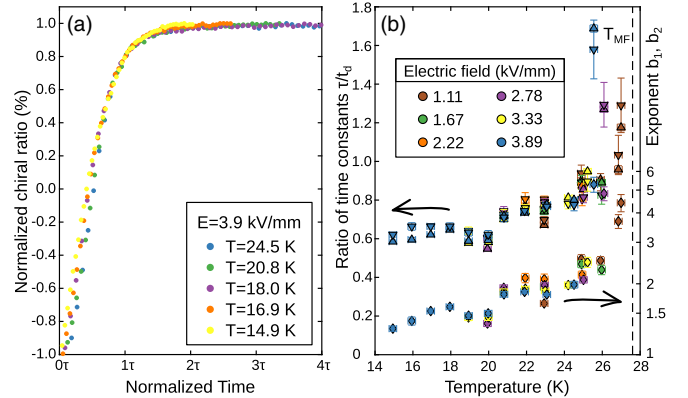 (a)
Normalized chiral ratio (%)
1.0
0.8
0.6
0.4
0.2
0.0
-0.2
-0.4
-0.6
-0.8
-1.0
E=3.9 kV/mm
T=24.5 K
T=20.8 K
T=18.0 K
T=16.9 K
T=14.9 K
0τ 1τ 2τ 3τ 4τ
Normalized Time
(b)
Ratio of time constants τ/t_d
1.8
1.6
1.4
1.2
1.0
0.8
0.6
0.4
0.2
0
T_MF
Electric field (kV/mm)
1.11 2.78
1.67 3.33
2.22 3.89
Exponent b₁, b₂
6
5
4
3
2
1.5
1
14 16 18 20 22 24 26 28
Temperature (K)